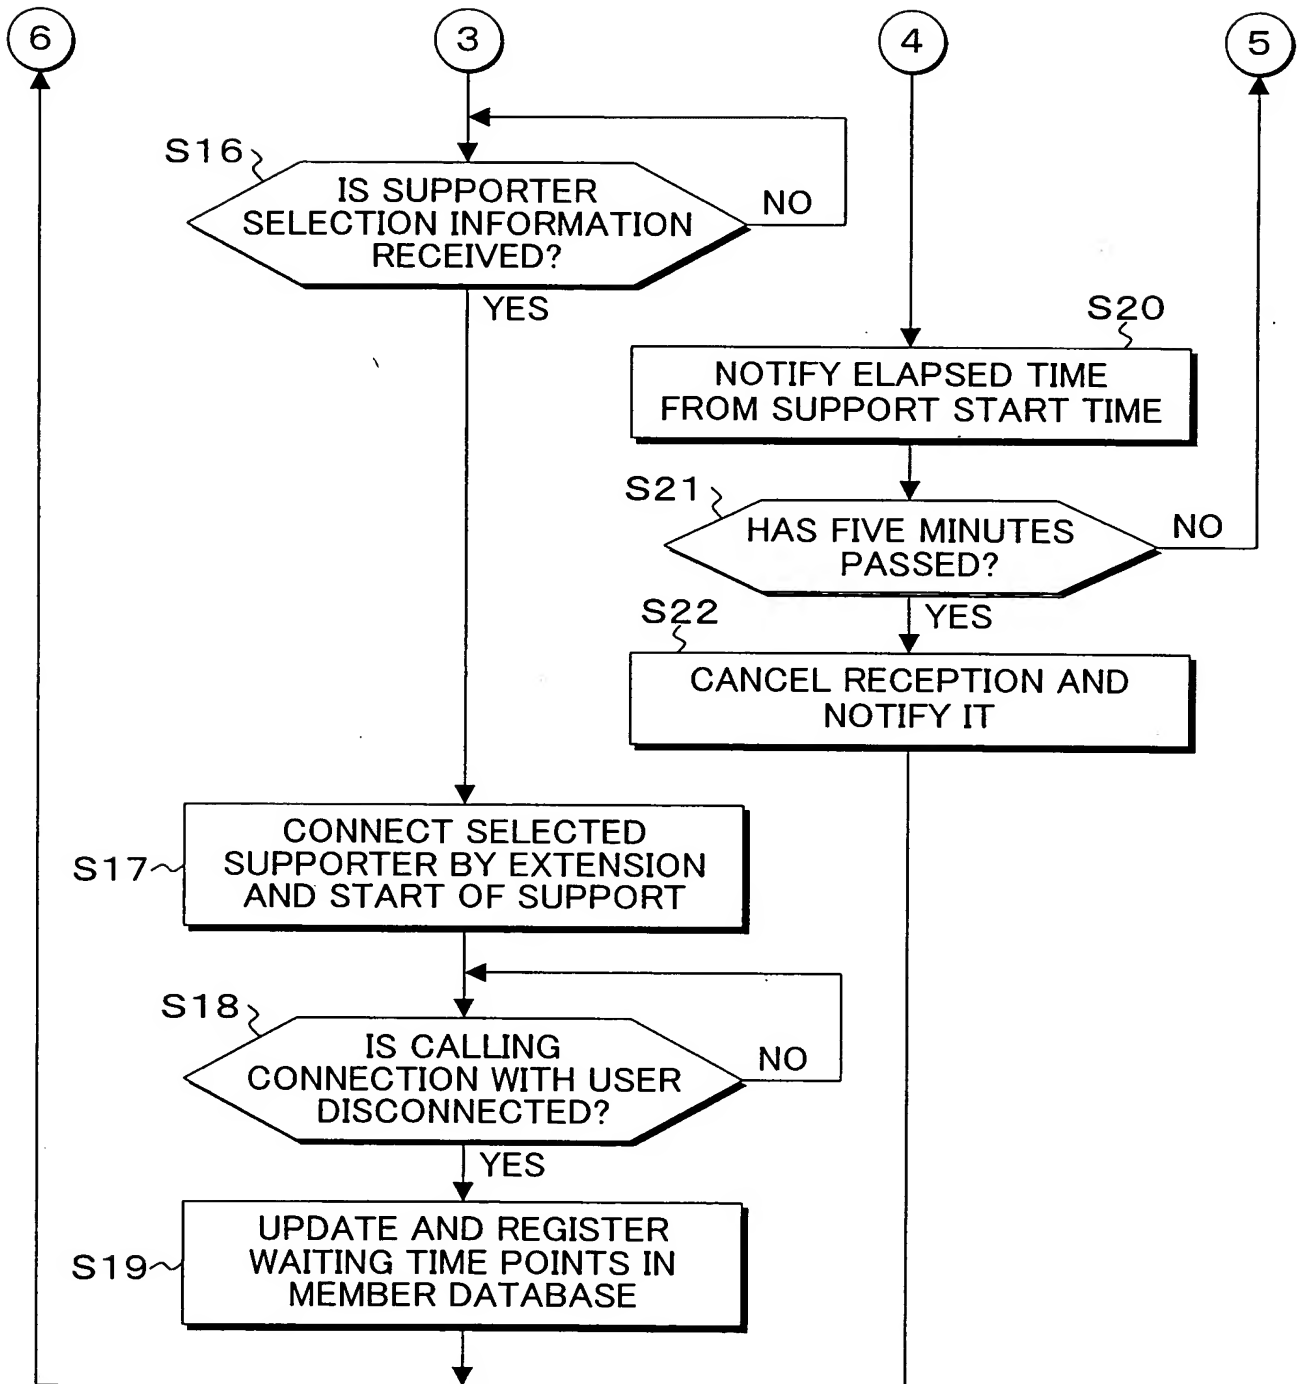 6
3
4
5
S16
IS SUPPORTER
SELECTION INFORMATION
RECEIVED?
NO
YES
S20
NOTIFY ELAPSED TIME
FROM SUPPORT START TIME
S21
HAS FIVE MINUTES
PASSED?
NO
YES
S22
CANCEL RECEPTION AND
NOTIFY IT
S17
CONNECT SELECTED
SUPPORTER BY EXTENSION
AND START OF SUPPORT
S18
IS CALLING
CONNECTION WITH USER
DISCONNECTED?
NO
YES
S19
UPDATE AND REGISTER
WAITING TIME POINTS IN
MEMBER DATABASE